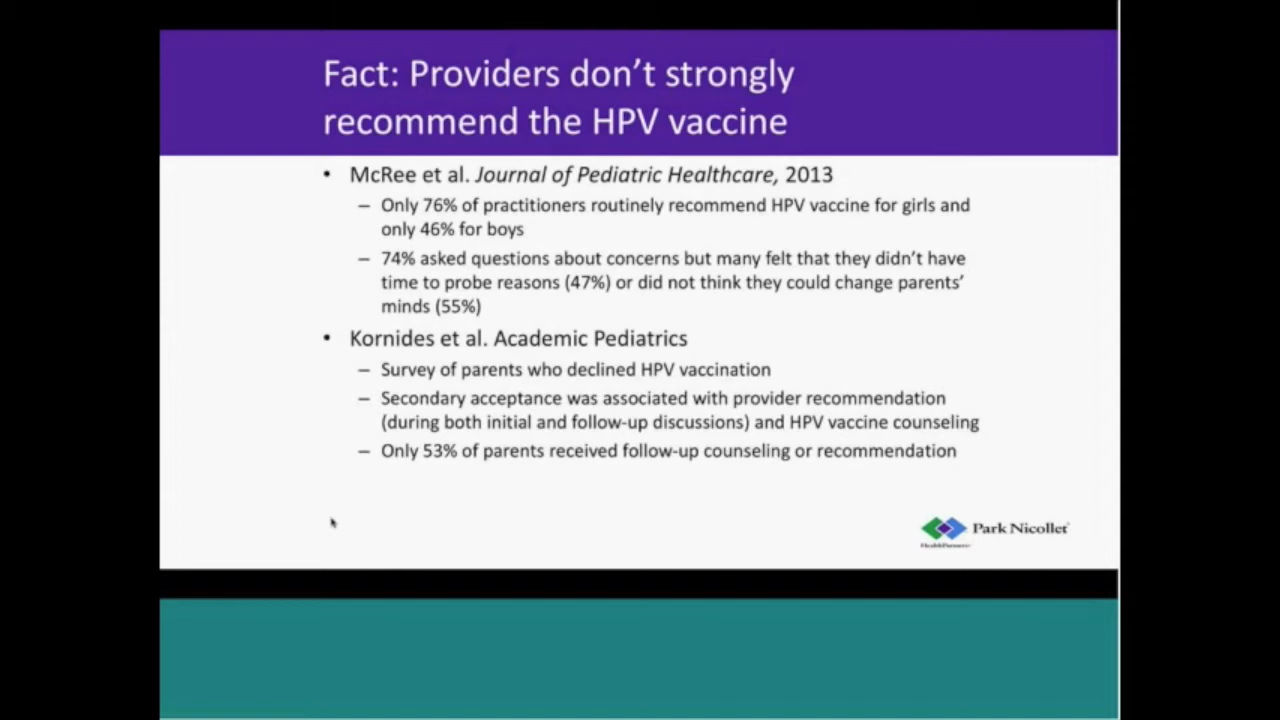 Fact: Providers don’t strongly
recommend the HPV vaccine
• McRee et al. Journal of Pediatric Healthcare, 2013
– Only 76% of practitioners routinely recommend HPV vaccine for girls and
only 46% for boys
– 74% asked questions about concerns but many felt that they didn’t have
time to probe reasons (47%) or did not think they could change parents’
minds (55%)
• Kornides et al. Academic Pediatrics
– Survey of parents who declined HPV vaccination
– Secondary acceptance was associated with provider recommendation
(during both initial and follow-up discussions) and HPV vaccine counseling
– Only 53% of parents received follow-up counseling or recommendation
Park Nicollet
HealthPartners